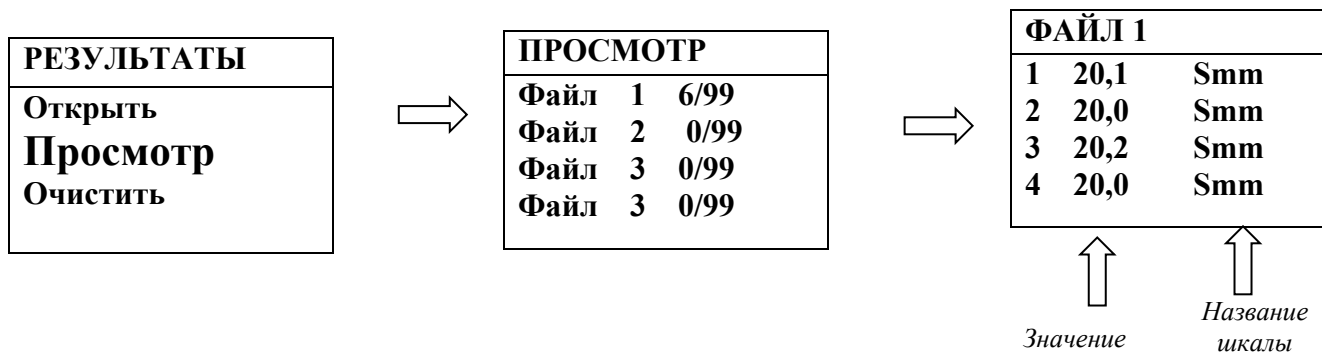 РЕЗУЛЬТАТЫ
Открыть
Просмотр
Очистить
ПРОСМОТР
Файл 1 6/99
Файл 2 0/99
Файл 3 0/99
Файл 3 0/99
ФАЙЛ 1
1 20,1 Smm
2 20,0 Smm
3 20,2 Smm
4 20,0 Smm
Значение
Название
шкалы